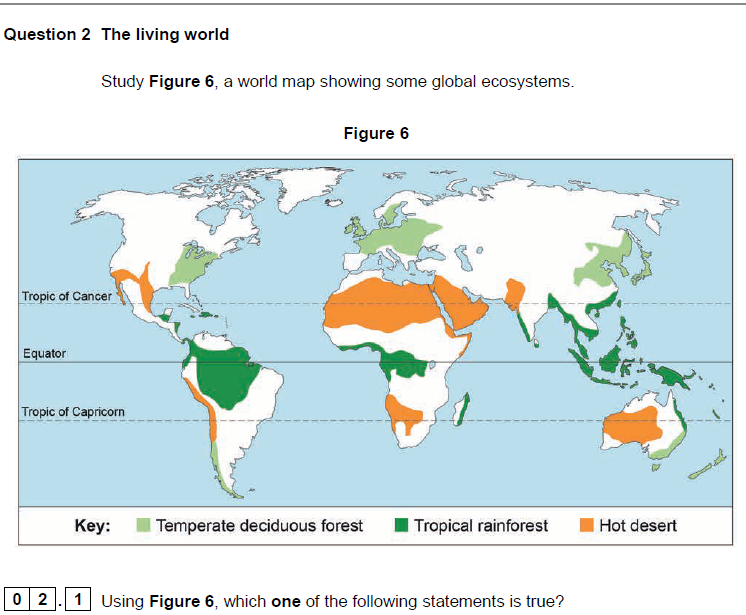 Question 2 The living world
Study Figure 6, a world map showing some global ecosystems.
Figure 6
Tropic of Cancer
Equator
Tropic of Capricorn
Key: Temperate deciduous forest Tropical rainforest Hot desert
0 2 . 1 Using Figure 6, which one of the following statements is true?